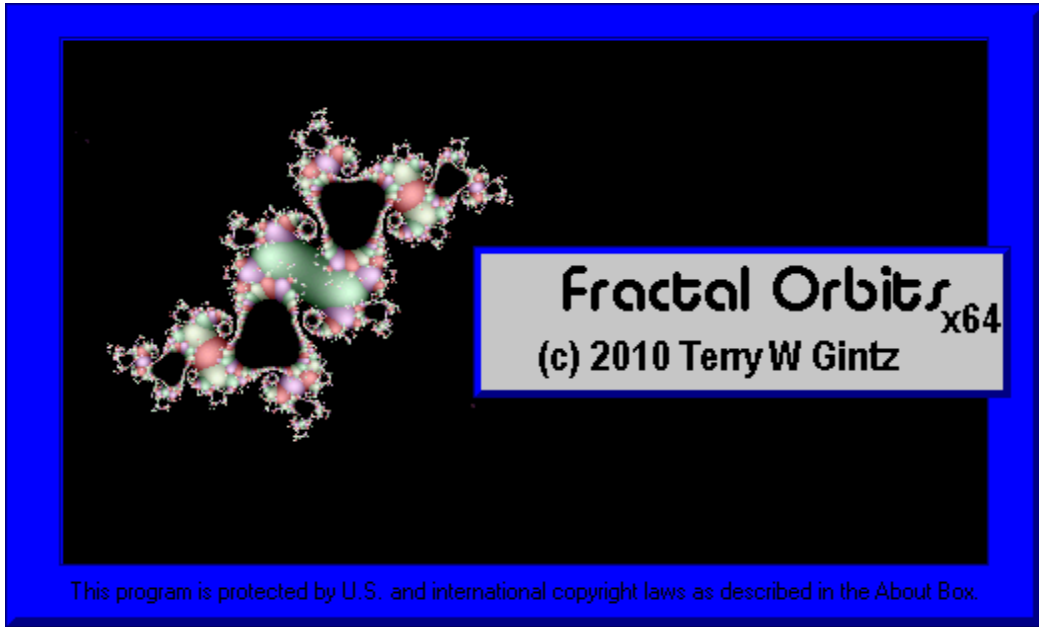 Fractal Orbits x64
(c) 2010 Terry W Gintz
This program is protected by U.S. and international copyright laws as described in the About Box.